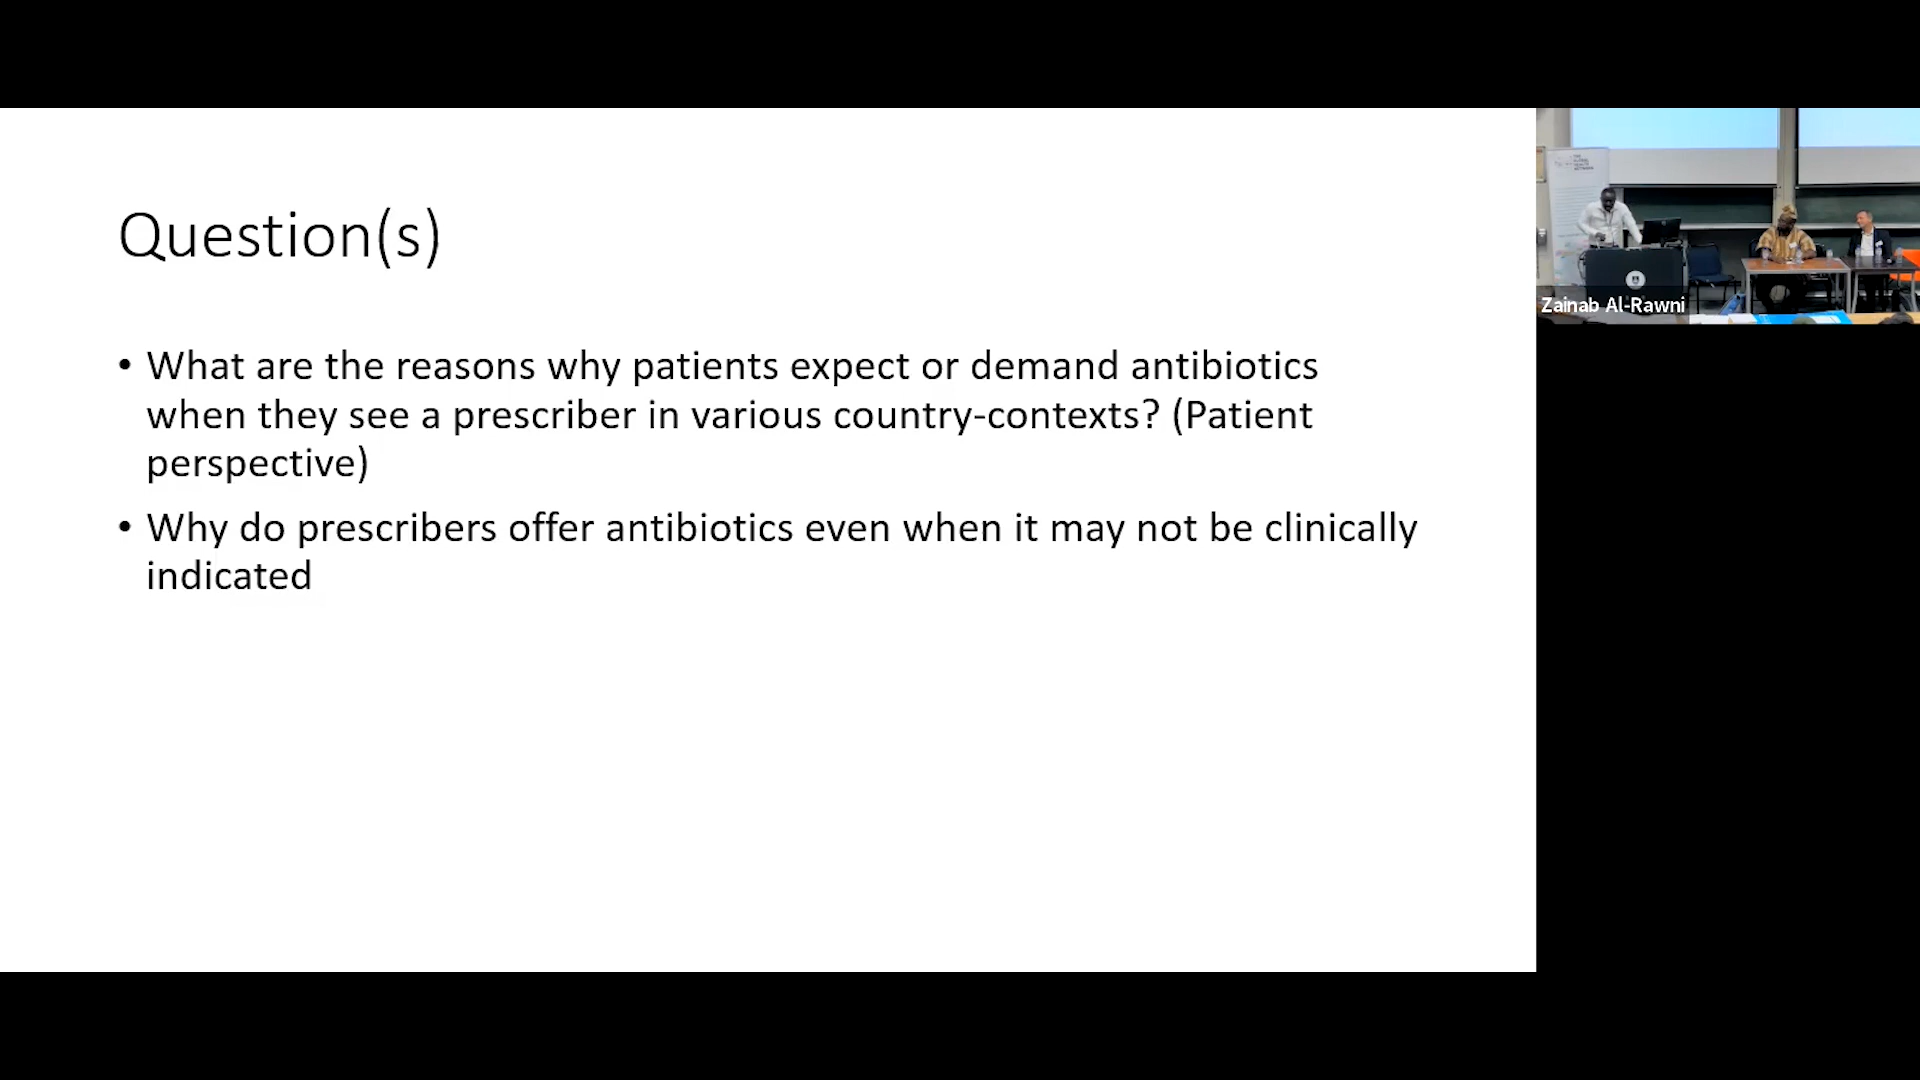 Question(s)
• What are the reasons why patients expect or demand antibiotics
when they see a prescriber in various country-contexts? (Patient
perspective)
• Why do prescribers offer antibiotics even when it may not be clinically
indicated
Zainab Al-Rawni